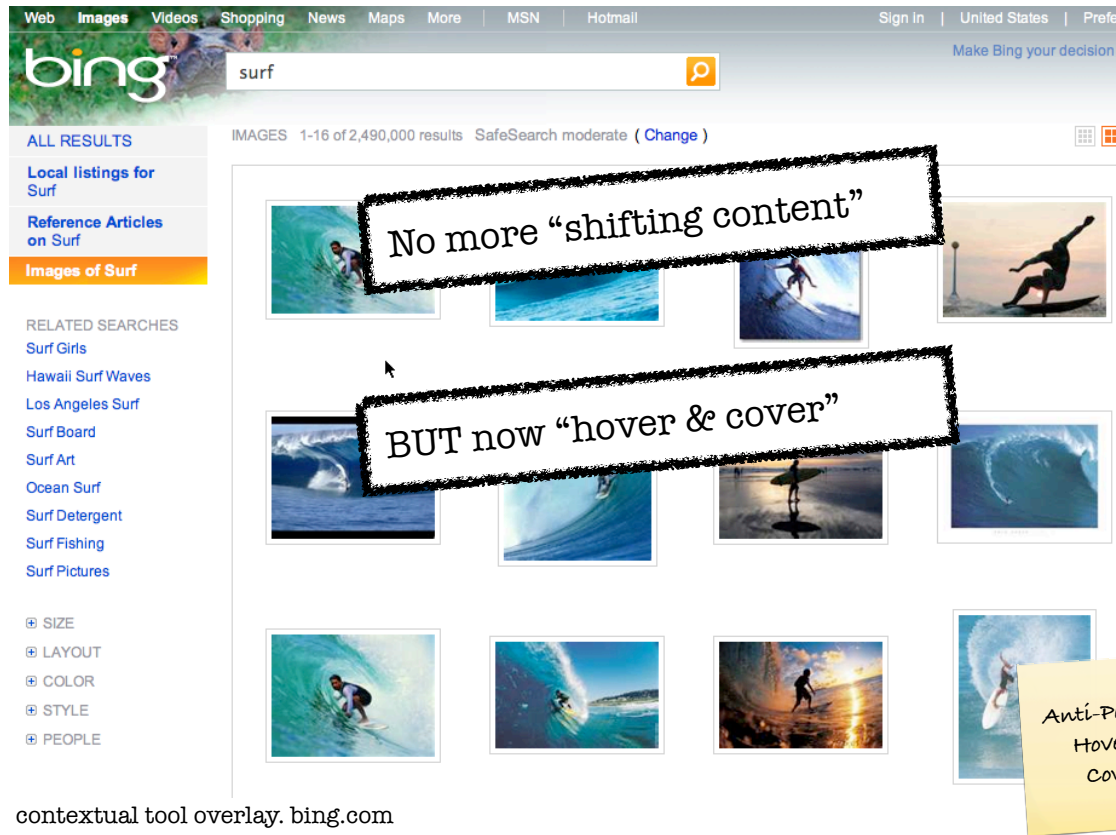 Web Images Videos Shopping News Maps More MSN Hotmail Sign in | United States |
bing™
surf
Make Bing your decision
ALL RESULTS
IMAGES 1-16 of 2,490,000 results SafeSearch moderate ( Change )
Local listings for
Surf
Reference Articles
on Surf
Images of Surf
No more “shifting content”
BUT now “hover & cover”
RELATED SEARCHES
Surf Girls
Hawaii Surf Waves
Los Angeles Surf
Surf Board
Surf Art
Ocean Surf
Surf Detergent
Surf Fishing
Surf Pictures
SIZE
LAYOUT
COLOR
STYLE
PEOPLE
contextual tool overlay. bing.com